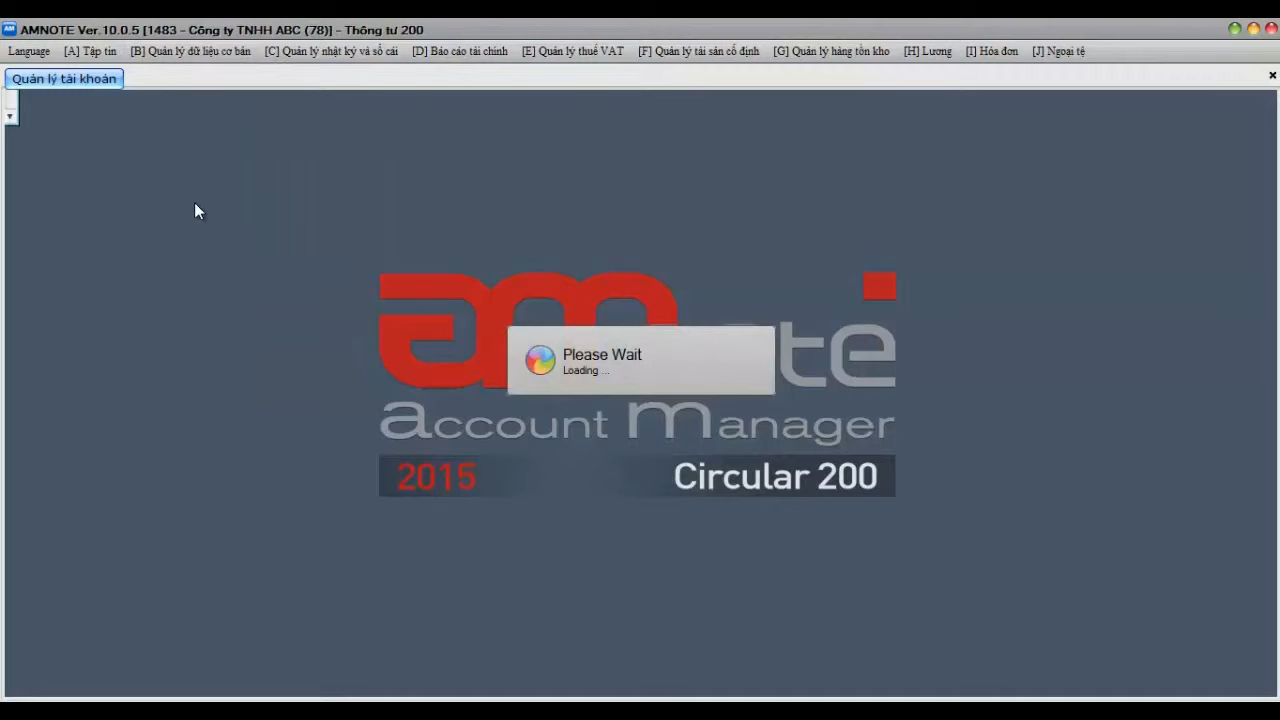 AM AMNOTE Ver.10.0.5 [1483 - Công ty TNHH ABC (78)] - Thông tư 200
Language [A] Tập tin [B] Quản lý dữ liệu cơ bản [C] Quản lý nhật ký và sổ cái [D] Báo cáo tài chính [E] Quản lý thuế VAT [F] Quản lý tài sản cố định [G] Quản lý hàng tồn kho [H] Lương [I] Hóa đơn [J] Ngoại tệ
Quản lý tài khoản
Please Wait
Loading ...
account manager
2015 Circular 200